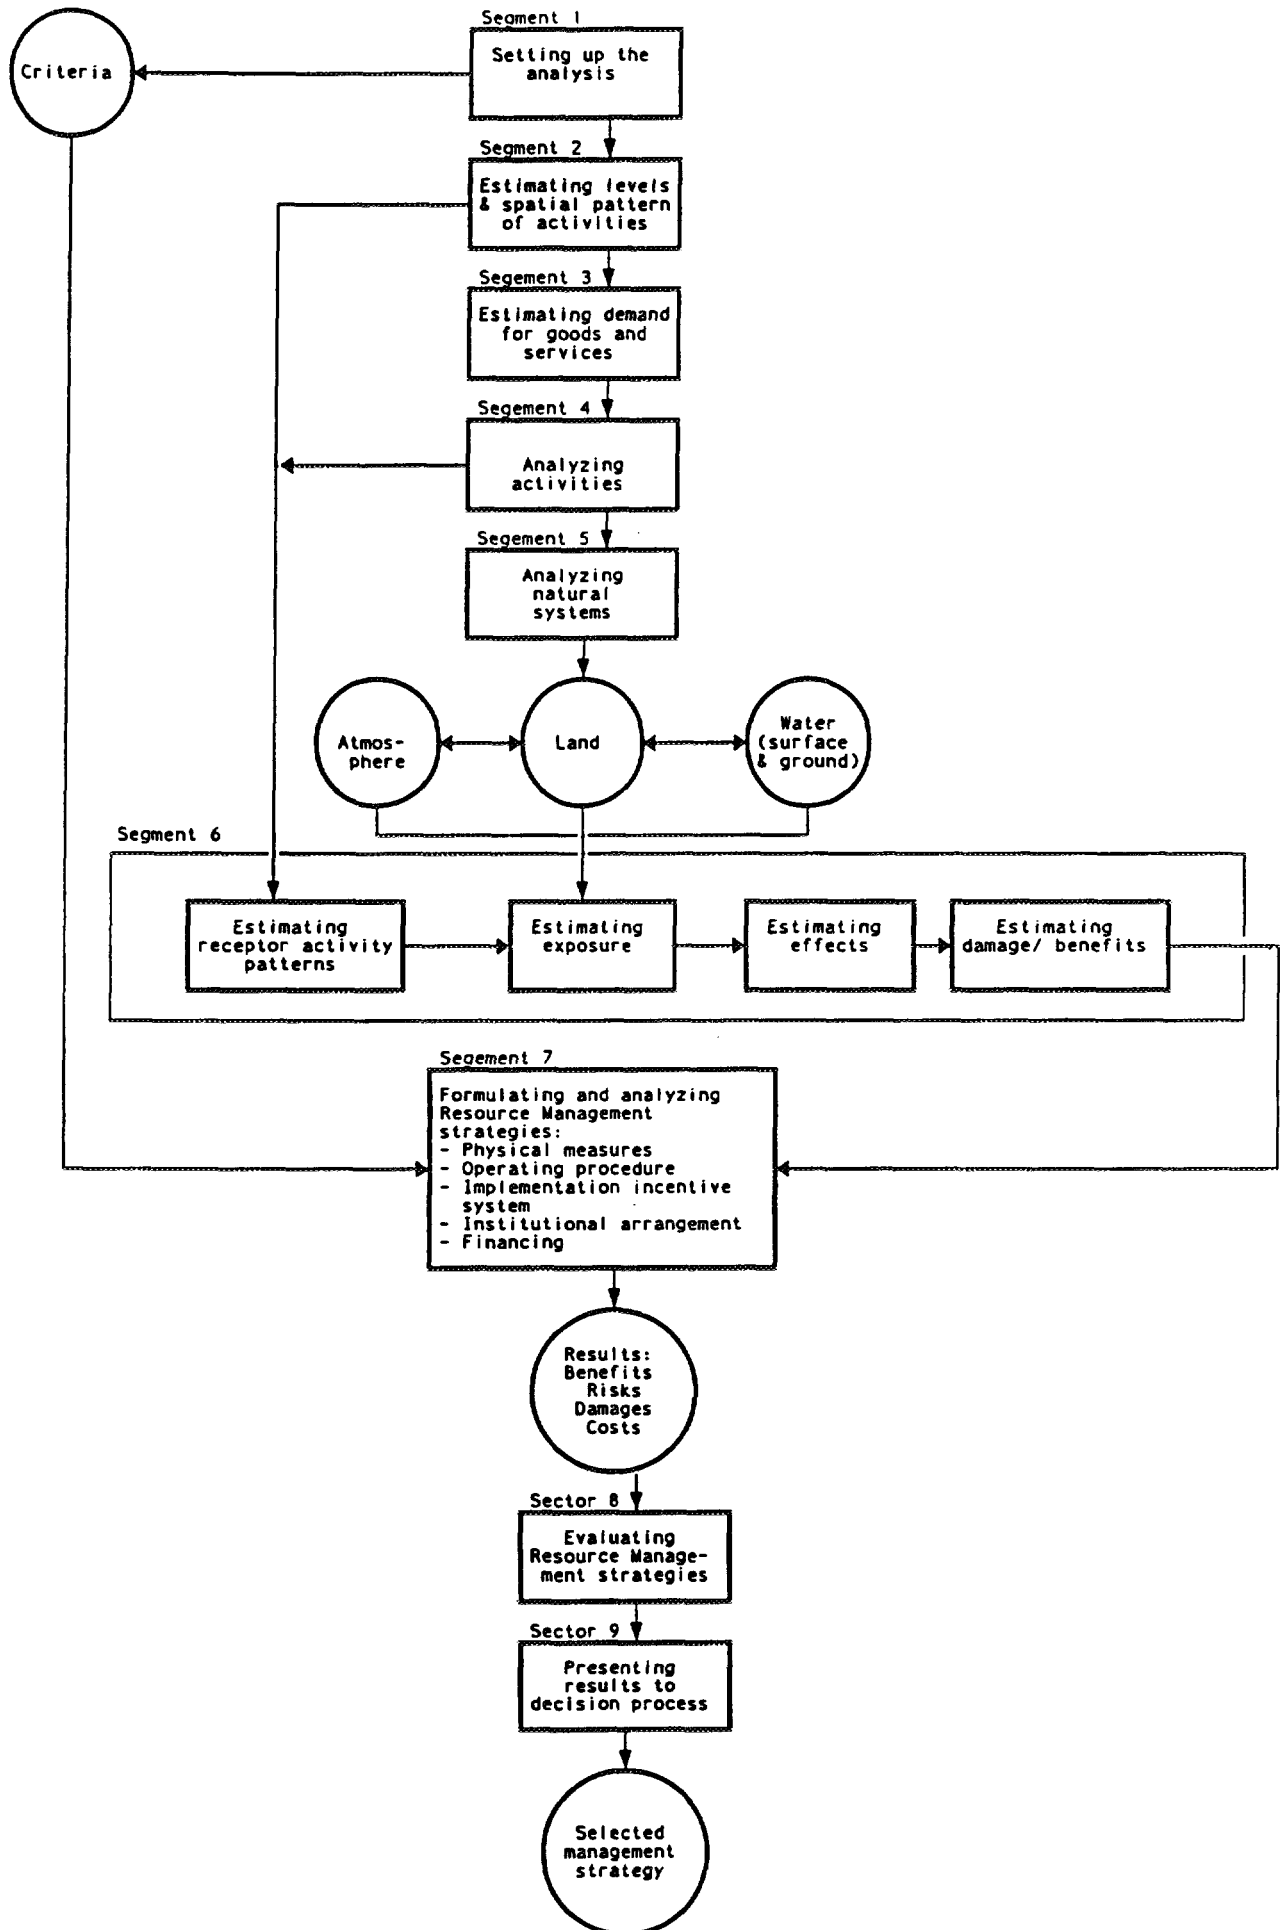 Segment 1
Criteria
Setting up the
analysis
Segment 2
Estimating levels
& spatial pattern
of activities
Segement 3
Estimating demand
for goods and
services
Segement 4
Analyzing
activities
Segement 5
Analyzing
natural
systems
Atmos-
phere
Land
Water
(surface
& ground)
Segment 6
Estimating
receptor activity
patterns
Estimating
exposure
Estimating
effects
Estimating
damage/ benefits
Segement 7
Formulating and analyzing
Resource Management
strategies:
- Physical measures
- Operating procedure
- Implementation incentive
system
- Institutional arrangement
- Financing
Results:
Benefits
Risks
Damages
Costs
Sector 8
Evaluating
Resource Manage-
ment strategies
Sector 9
Presenting
results to
decision process
Selected
management
strategy